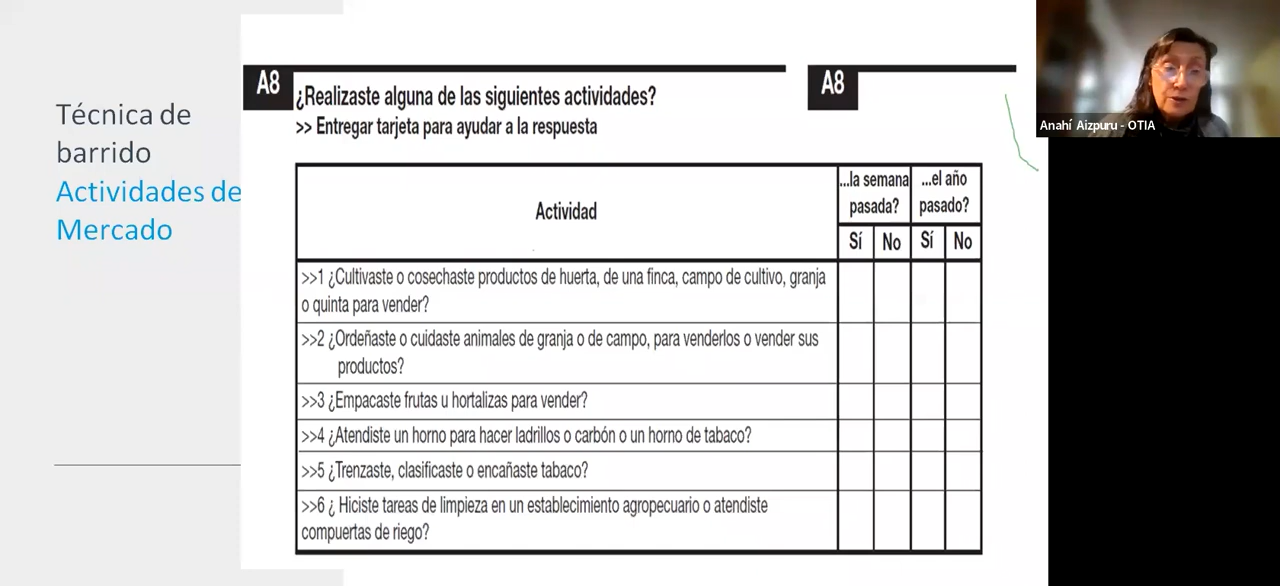 Técnica de
barrido
Actividades de
Mercado
A8
¿Realizaste alguna de las siguientes actividades?
>> Entregar tarjeta para ayudar a la respuesta
A8
Actividad
...la semana
pasada?
...el año
pasado?
Sí No Sí No
>>1 ¿Cultivaste o cosechaste productos de huerta, de una finca, campo de cultivo, granja
o quinta para vender?
>>2 ¿Ordeñaste o cuidaste animales de granja o de campo, para venderlos o vender sus
productos?
>>3 ¿Empacaste frutas u hortalizas para vender?
>>4 ¿Atendiste un horno para hacer ladrillos o carbón o un horno de tabaco?
>>5 ¿Trenzaste, clasificaste o encañaste tabaco?
>>6 ¿ Hiciste tareas de limpieza en un establecimiento agropecuario o atendiste
compuertas de riego?
Anahí Aizpuru - OTIA